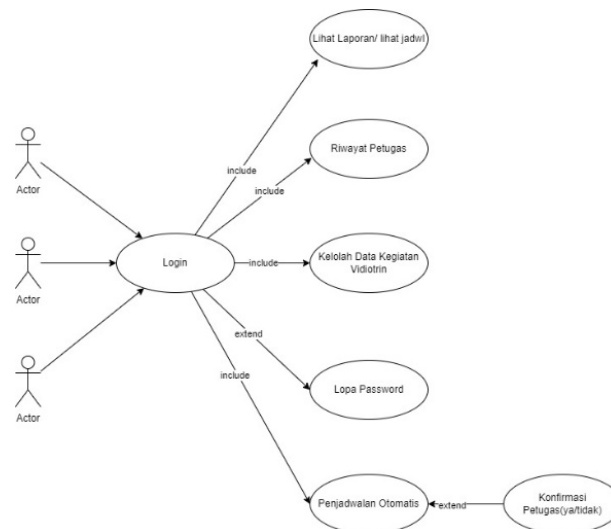 Lihat Laporan/ lihat jadwl
Riwayat Petugas
include
include
Actor
Login
include
Kelolah Data Kegiatan
Vidiotrin
Actor
extend
include
Lopa Password
Actor
Penjadwalan Otomatis
extend
Konfirmasi
Petugas(ya/tidak)